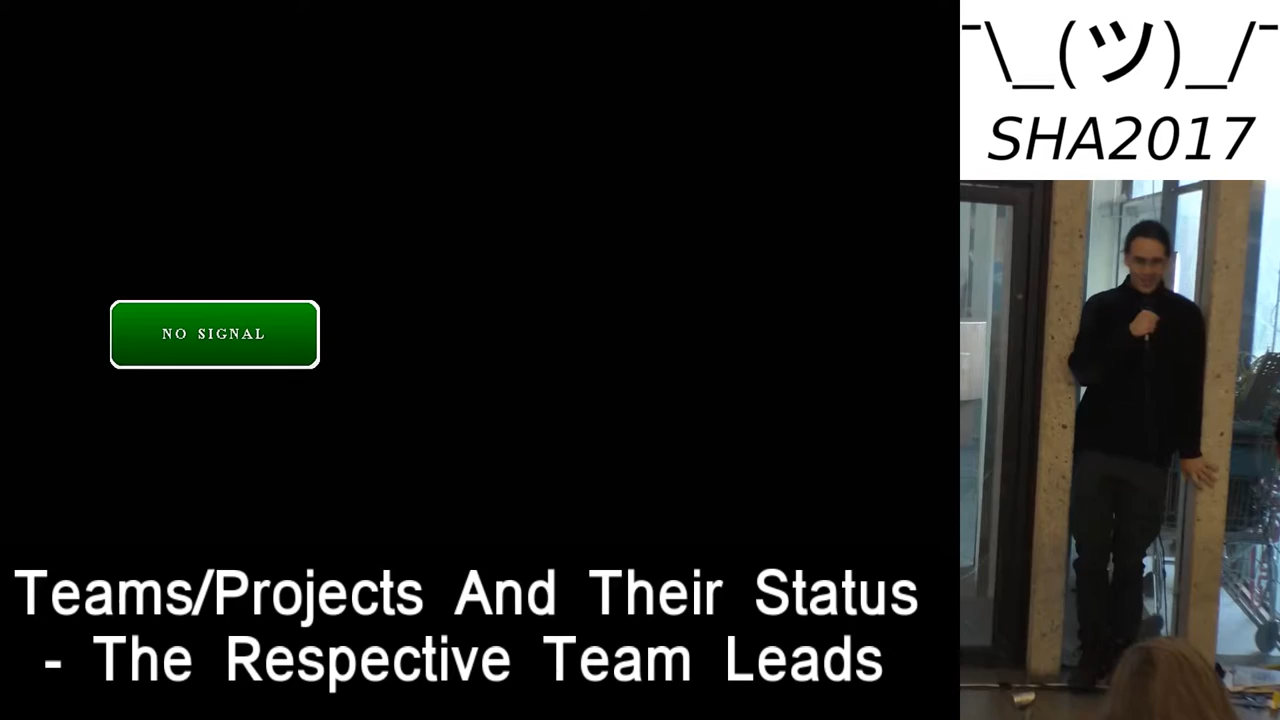 ¯\_(ツ)_/¯
SHA2017
NO SIGNAL
Teams/Projects And Their Status
- The Respective Team Leads